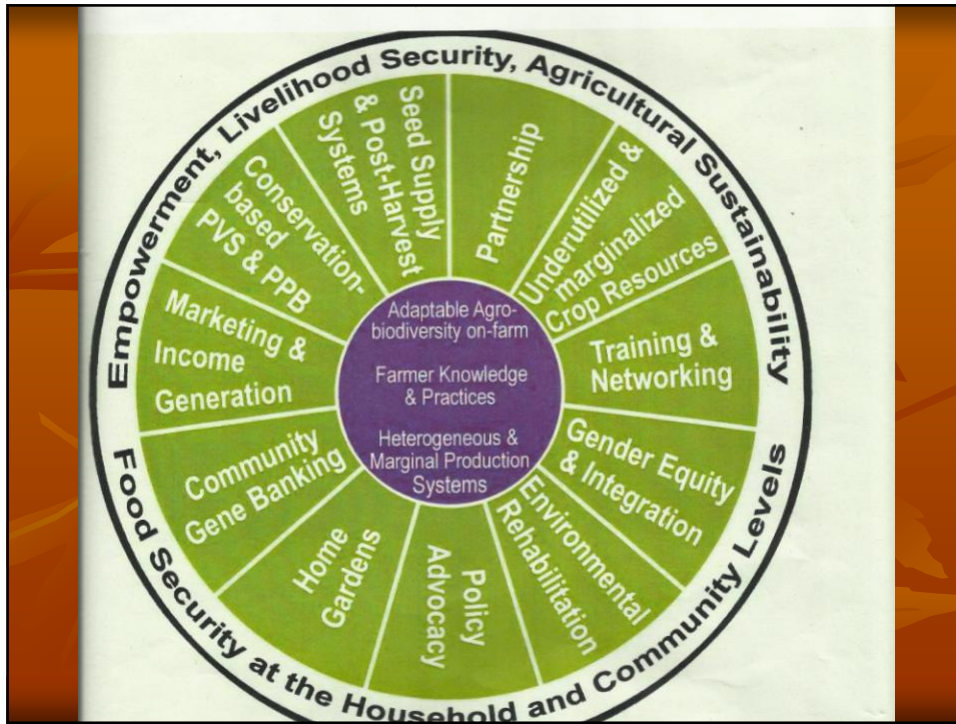 Empowerment, Livelihood Security, Agricultural Sustainability
Seed Supply
& Post-Harvest
Systems
Partnership
Underutilized &
marginalized
Crop Resources
Training &
Networking
Gender Equity
& Integration
Environmental
Rehabilitation
Policy
Advocacy
Home
Gardens
Community
Gene Banking
Marketing &
Income
Generation
Conservation-
based
PVS & PPB
Adaptable Agro-
biodiversity on-farm
Farmer Knowledge
& Practices
Heterogeneous &
Marginal Production
Systems
Food Security at the Household and Community Levels